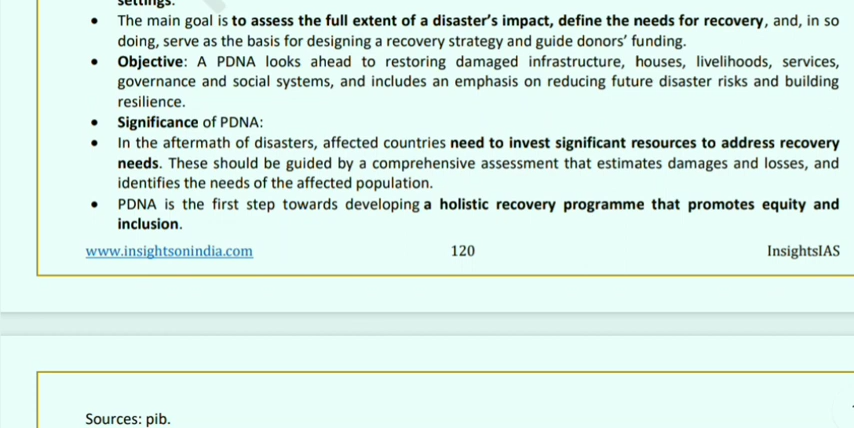 settings.
• The main goal is to assess the full extent of a disaster's impact, define the needs for recovery, and, in so
doing, serve as the basis for designing a recovery strategy and guide donors' funding.
• Objective: A PDNA looks ahead to restoring damaged infrastructure, houses, livelihoods, services,
governance and social systems, and includes an emphasis on reducing future disaster risks and building
resilience.
• Significance of PDNA:
• In the aftermath of disasters, affected countries need to invest significant resources to address recovery
needs. These should be guided by a comprehensive assessment that estimates damages and losses, and
identifies the needs of the affected population.
• PDNA is the first step towards developing a holistic recovery programme that promotes equity and
inclusion.
www.insightsonindia.com 120 InsightsIAS
Sources: pib.